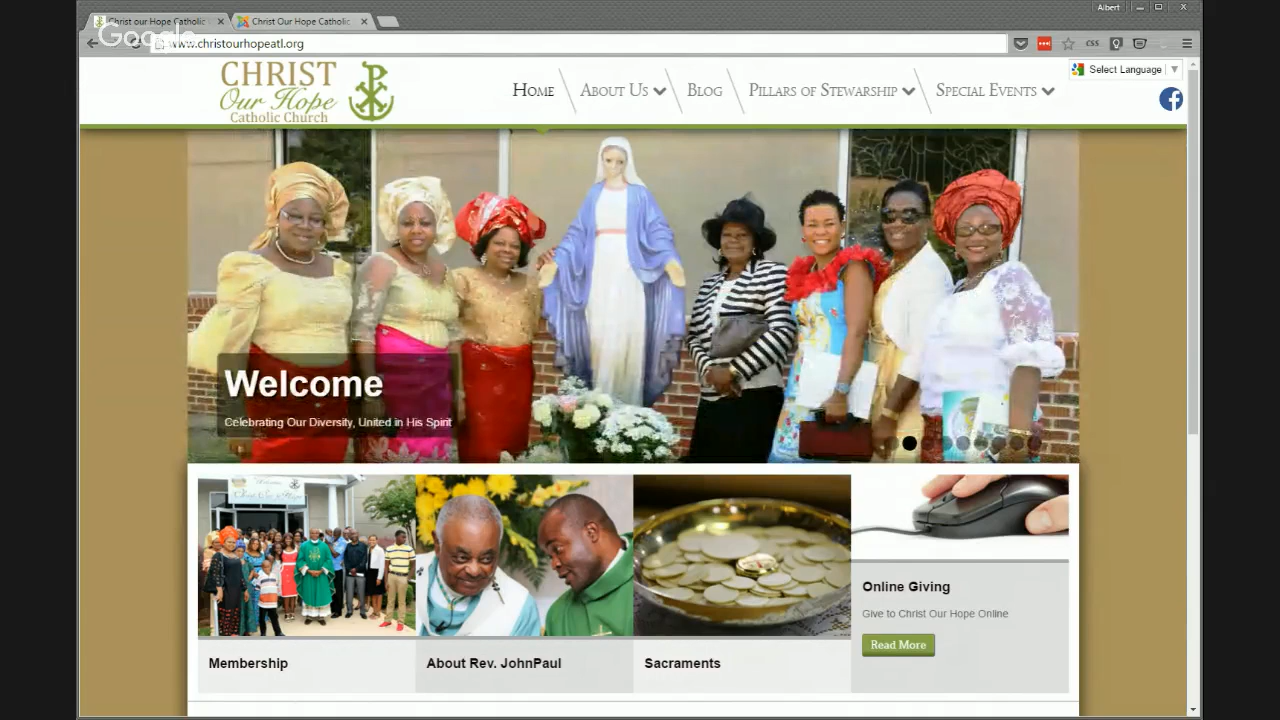 Albert
Christ our Hope Catholic
Christ Our Hope Catholic
Google
www.christourhopeatl.org
CSS
CHRIST
Our Hope
Catholic Church
Home
About Us
Blog
Pillars of Stewarship
Special Events
Select Language
Welcome
Celebrating Our Diversity, United in His Spirit
Membership
About Rev. JohnPaul
Sacraments
Online Giving
Give to Christ Our Hope Online
Read More